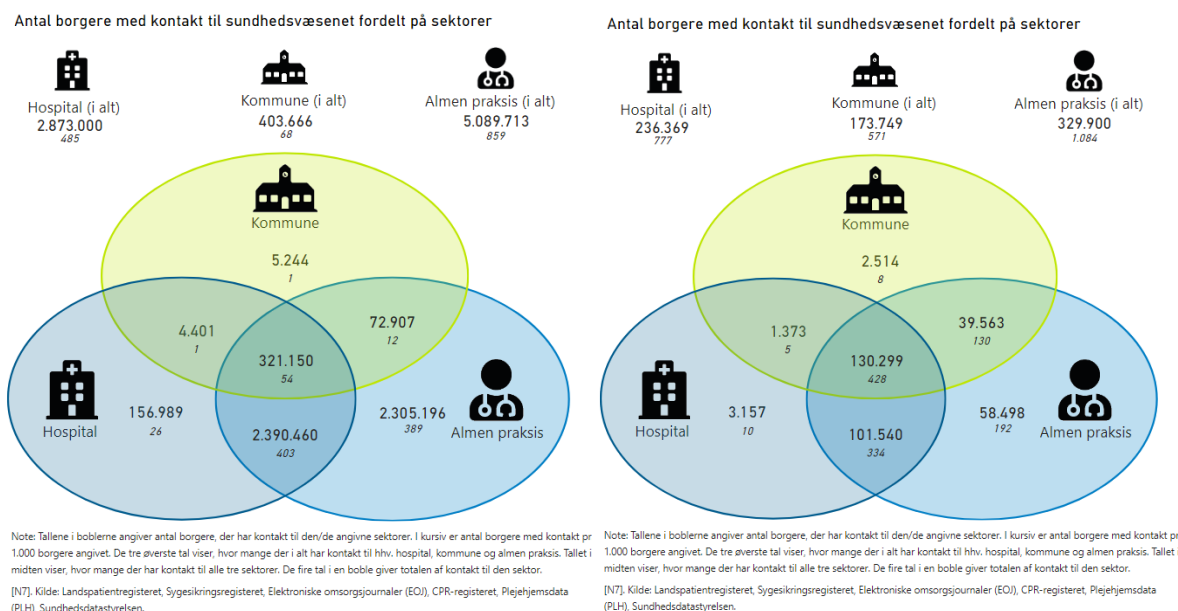 Antal borgere med kontakt til sundhedsvæsenet fordelt på sektorer
Hospital (i alt)
2.873.000
485
Kommune (i alt)
403.666
68
Almen praksis (i alt)
5.089.713
859
Kommune
5.244
1
4.401
1
72.907
12
321.150
54
Hospital
156.989
26
2.390.460
403
2.305.196
389
Almen praksis
Note: Tallene i boblerne angiver antal borgere, der har kontakt til den/de angivne sektorer. I kursiv er antal borgere med kontakt pr
1.000 borgere angivet. De tre øverste tal viser, hvor mange der i alt har kontakt til hhv. hospital, kommune og almen praksis. Tallet i
midten viser, hvor mange der har kontakt til alle tre sektorer. De fire tal i en boble giver totalen af kontakt til den sektor.
[N7]. Kilde: Landspatientregisteret, Sygesikringsregisteret, Elektroniske omsorgsjournaler (EOJ), CPR-registeret, Plejehjemsdata
(PLH), Sundhedsdatastyrelsen.
Antal borgere med kontakt til sundhedsvæsenet fordelt på sektorer
Hospital (i alt)
236.369
777
Kommune (i alt)
173.749
571
Almen praksis (i alt)
329.900
1.084
Kommune
2.514
8
1.373
5
39.563
130
130.299
428
Hospital
3.157
10
101.540
334
58.498
192
Almen praksis
Note: Tallene i boblerne angiver antal borgere, der har kontakt til den/de angivne sektorer. I kursiv er antal borgere med kontakt pr
1.000 borgere angivet. De tre øverste tal viser, hvor mange der i alt har kontakt til hhv. hospital, kommune og almen praksis. Tallet i
midten viser, hvor mange der har kontakt til alle tre sektorer. De fire tal i en boble giver totalen af kontakt til den sektor.
[N7]. Kilde: Landspatientregisteret, Sygesikringsregisteret, Elektroniske omsorgsjournaler (EOJ), CPR-registeret, Plejehjemsdata
(PLH), Sundhedsdatastyrelsen.